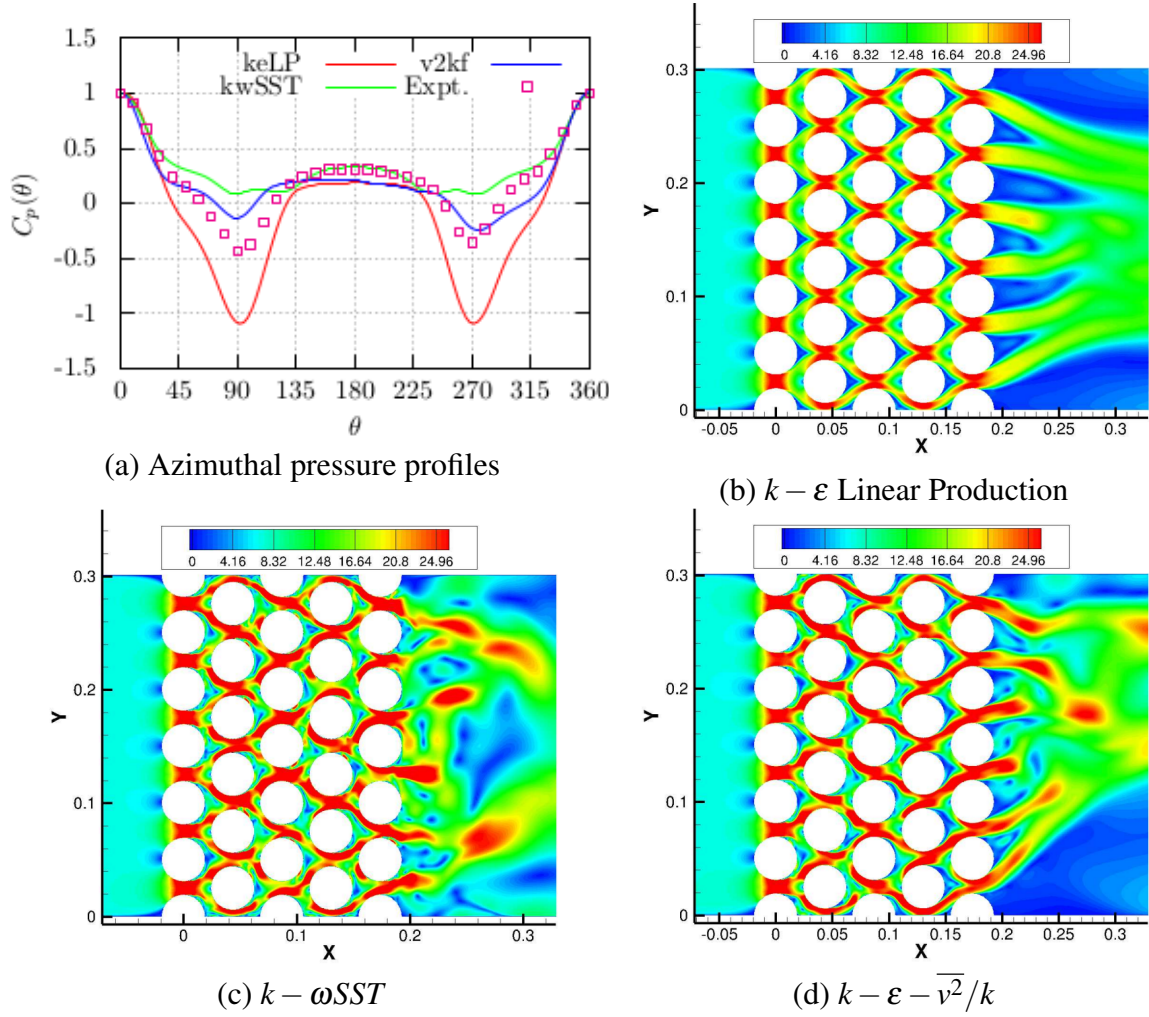 1.5
1
0.5
0
-0.5
-1
-1.5
C_p(θ)
keLP
v2kf
kwSST
Expt.
0 45 90 135 180 225 270 315 360
θ
(a) Azimuthal pressure profiles
0 4.16 8.32 12.48 16.64 20.8 24.96
0.3
0.2
0.1
0
Y
-0.05 0 0.05 0.1 0.15 0.2 0.25 0.3
X
(b) k − ε Linear Production
0 4.16 8.32 12.48 16.64 20.8 24.96
0.3
0.2
0.1
0
Y
0 0.1 0.2 0.3
X
(c) k − ωSST
0 4.16 8.32 12.48 16.64 20.8 24.96
0.3
0.2
0.1
0
Y
-0.05 0 0.05 0.1 0.15 0.2 0.25 0.3
X
(d) k − ε − v̅²̅/k